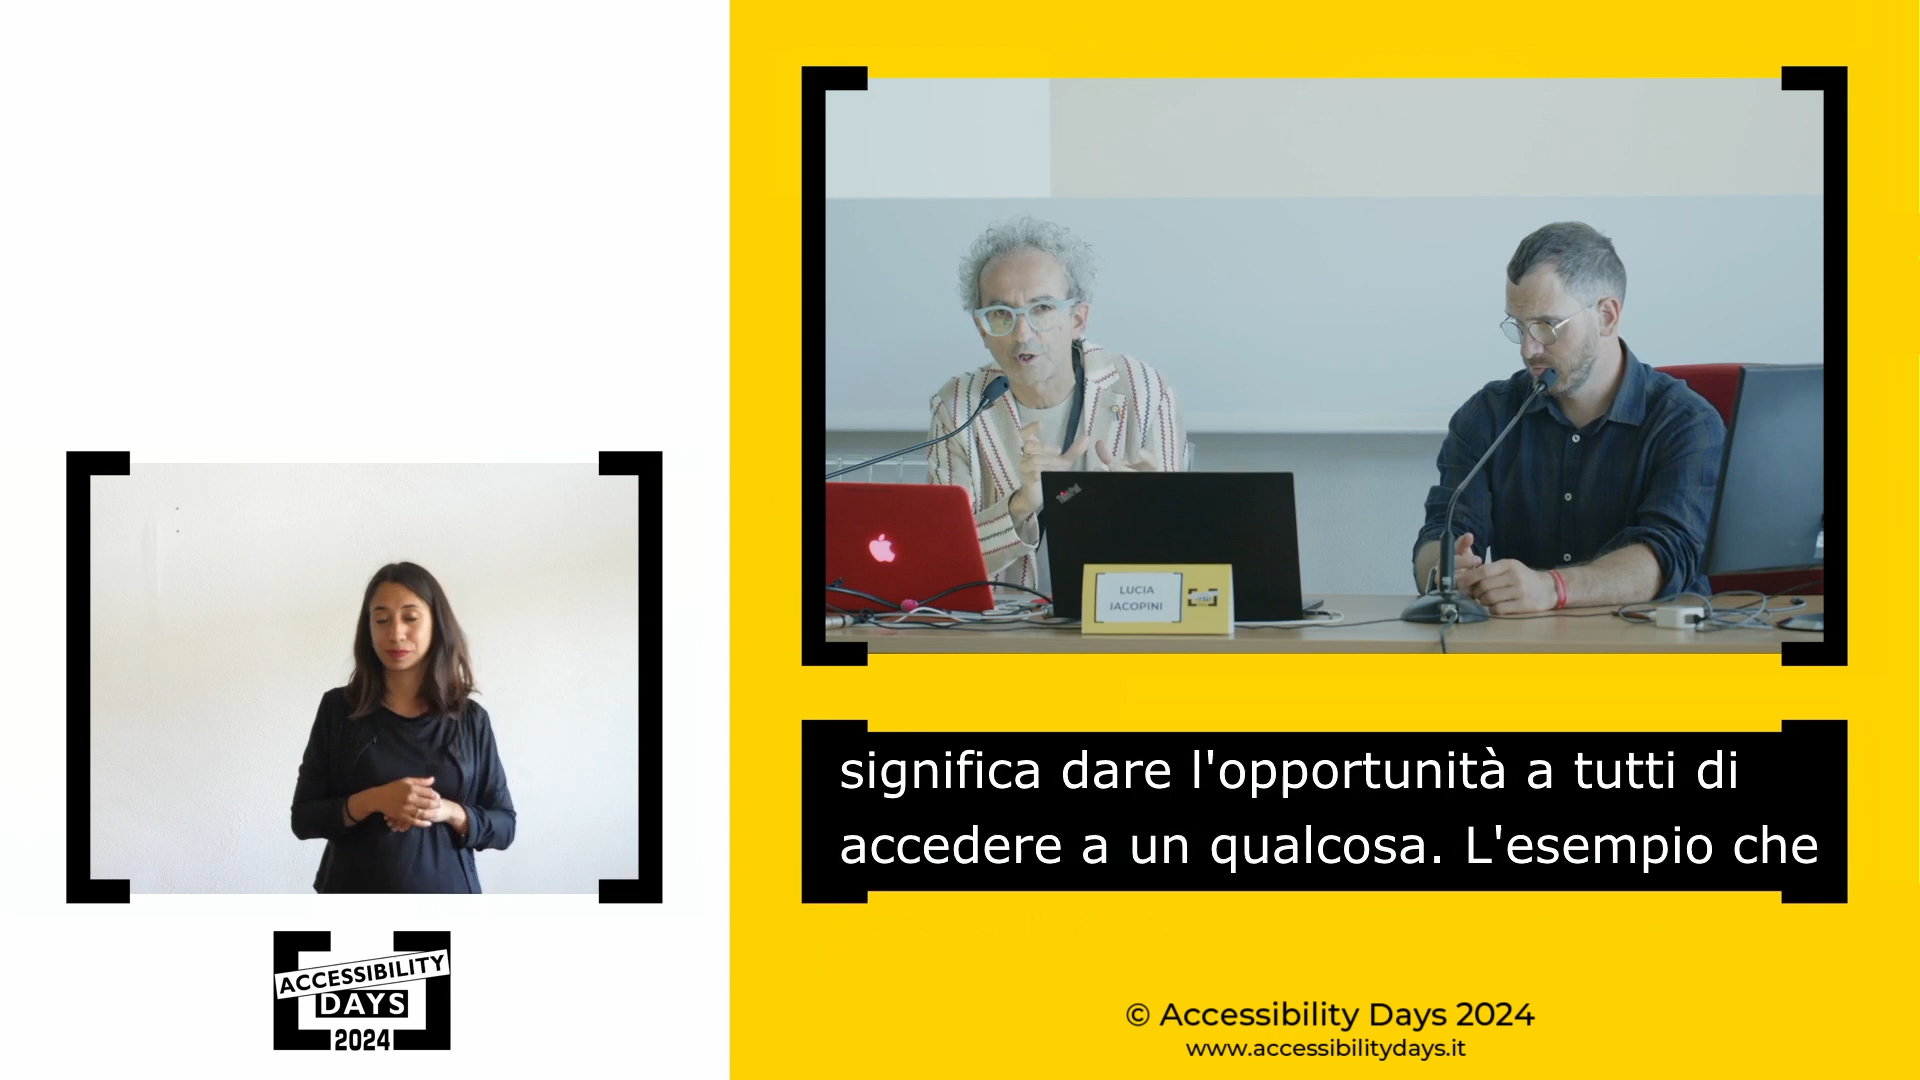 LUCIA
IACOPINI
significa dare l'opportunità a tutti di
accedere a un qualcosa. L'esempio che
ACCESSIBILITY
DAYS
2024
© Accessibility Days 2024
www.accessibilitydays.it